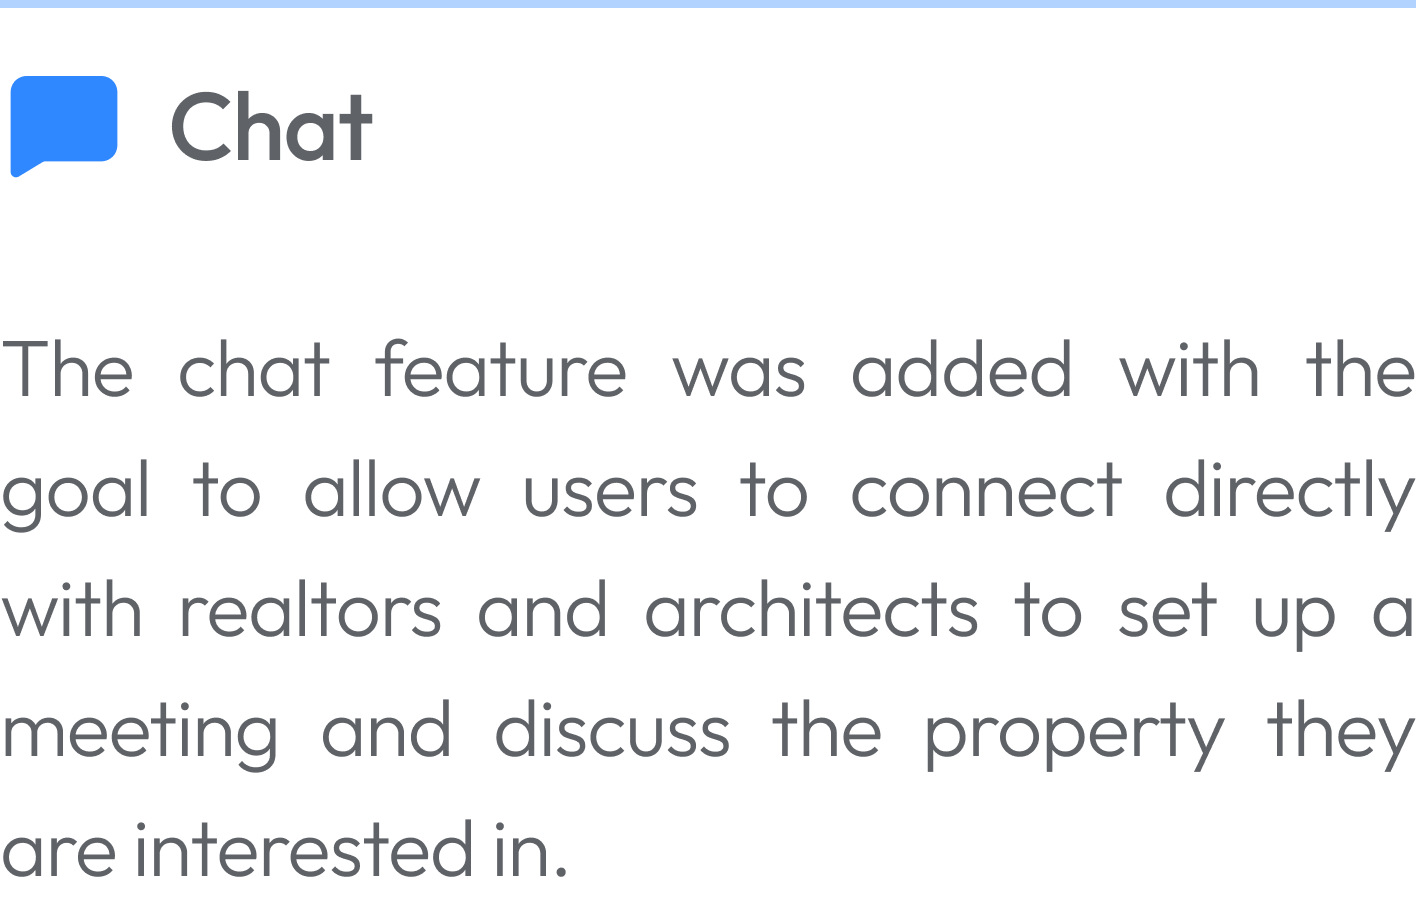 Chat
The chat feature was added with the
goal to allow users to connect directly
with realtors and architects to set up a
meeting and discuss the property they
are interested in.